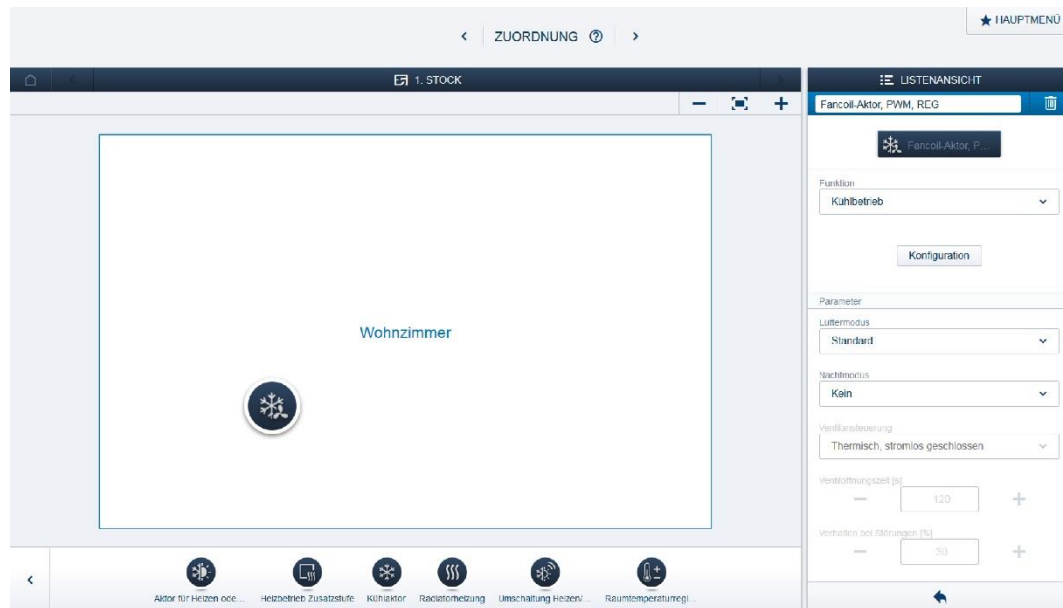 HAUPTMENÜ
ZUORDNUNG
1. STOCK
LISTENANSICHT
Fancoil-Aktor, PWM, REG
Fancoil-Aktor, P...
Funktion
Kühlbetrieb
Konfiguration
Parameter
Lüftermodus
Standard
Wohnzimmer
Nachtmodus
Kein
Ventilansteuerung
Thermisch, stromlos geschlossen
Ventilöffnungszeit [s]
120
Verhalten bei Störungen [%]
30
Aktor für Heizen ode...
Heizbetrieb Zusatzstufe
Kühlaktor
Radiatorheizung
Umschaltung Heizen/...
Raumtemperaturregl...